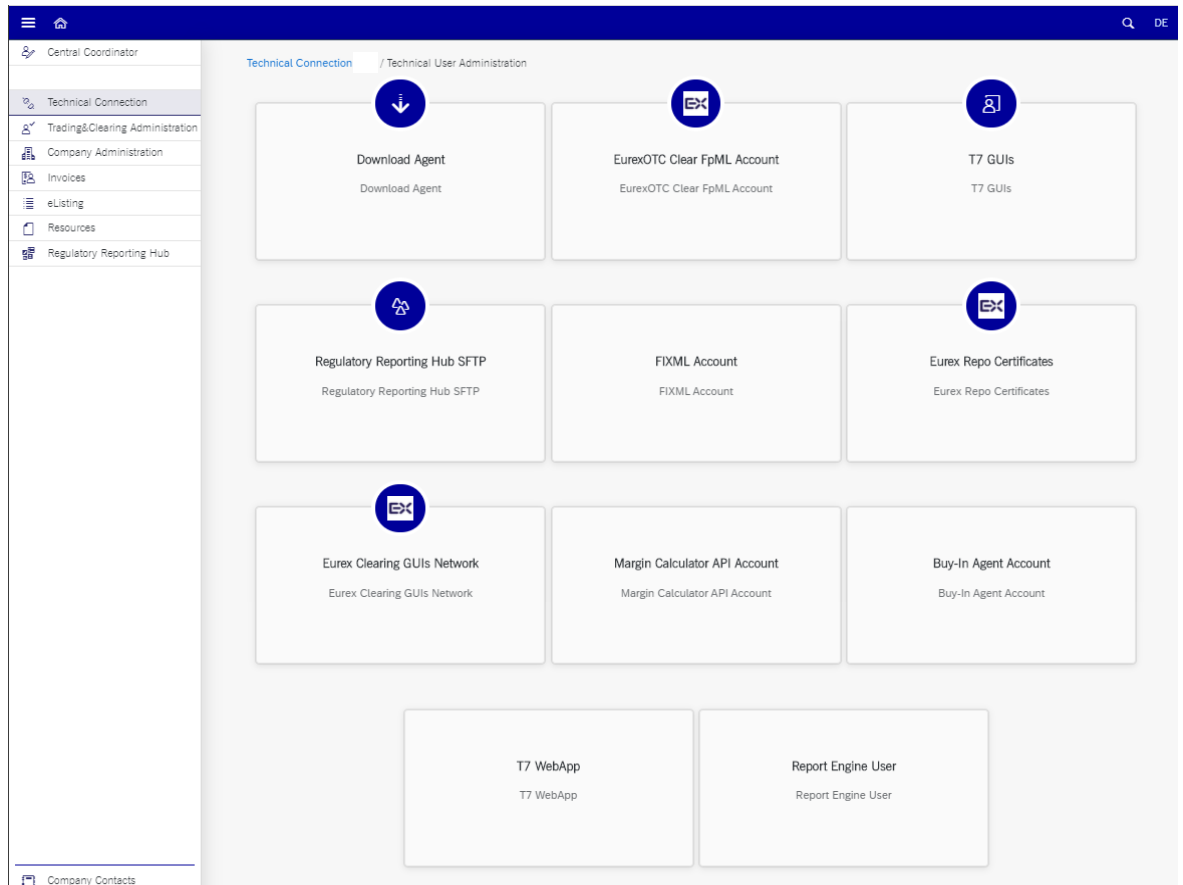 DE
Central Coordinator
Technical Connection
Trading&Clearing Administration
Company Administration
Invoices
eListing
Resources
Regulatory Reporting Hub
Company Contacts
Technical Connection / Technical User Administration
Download Agent
Download Agent
EX
EurexOTC Clear FpML Account
EurexOTC Clear FpML Account
T7 GUIs
T7 GUIs
Regulatory Reporting Hub SFTP
Regulatory Reporting Hub SFTP
FIXML Account
FIXML Account
EX
Eurex Repo Certificates
Eurex Repo Certificates
EX
Eurex Clearing GUIs Network
Eurex Clearing GUIs Network
Margin Calculator API Account
Margin Calculator API Account
Buy-In Agent Account
Buy-In Agent Account
T7 WebApp
T7 WebApp
Report Engine User
Report Engine User